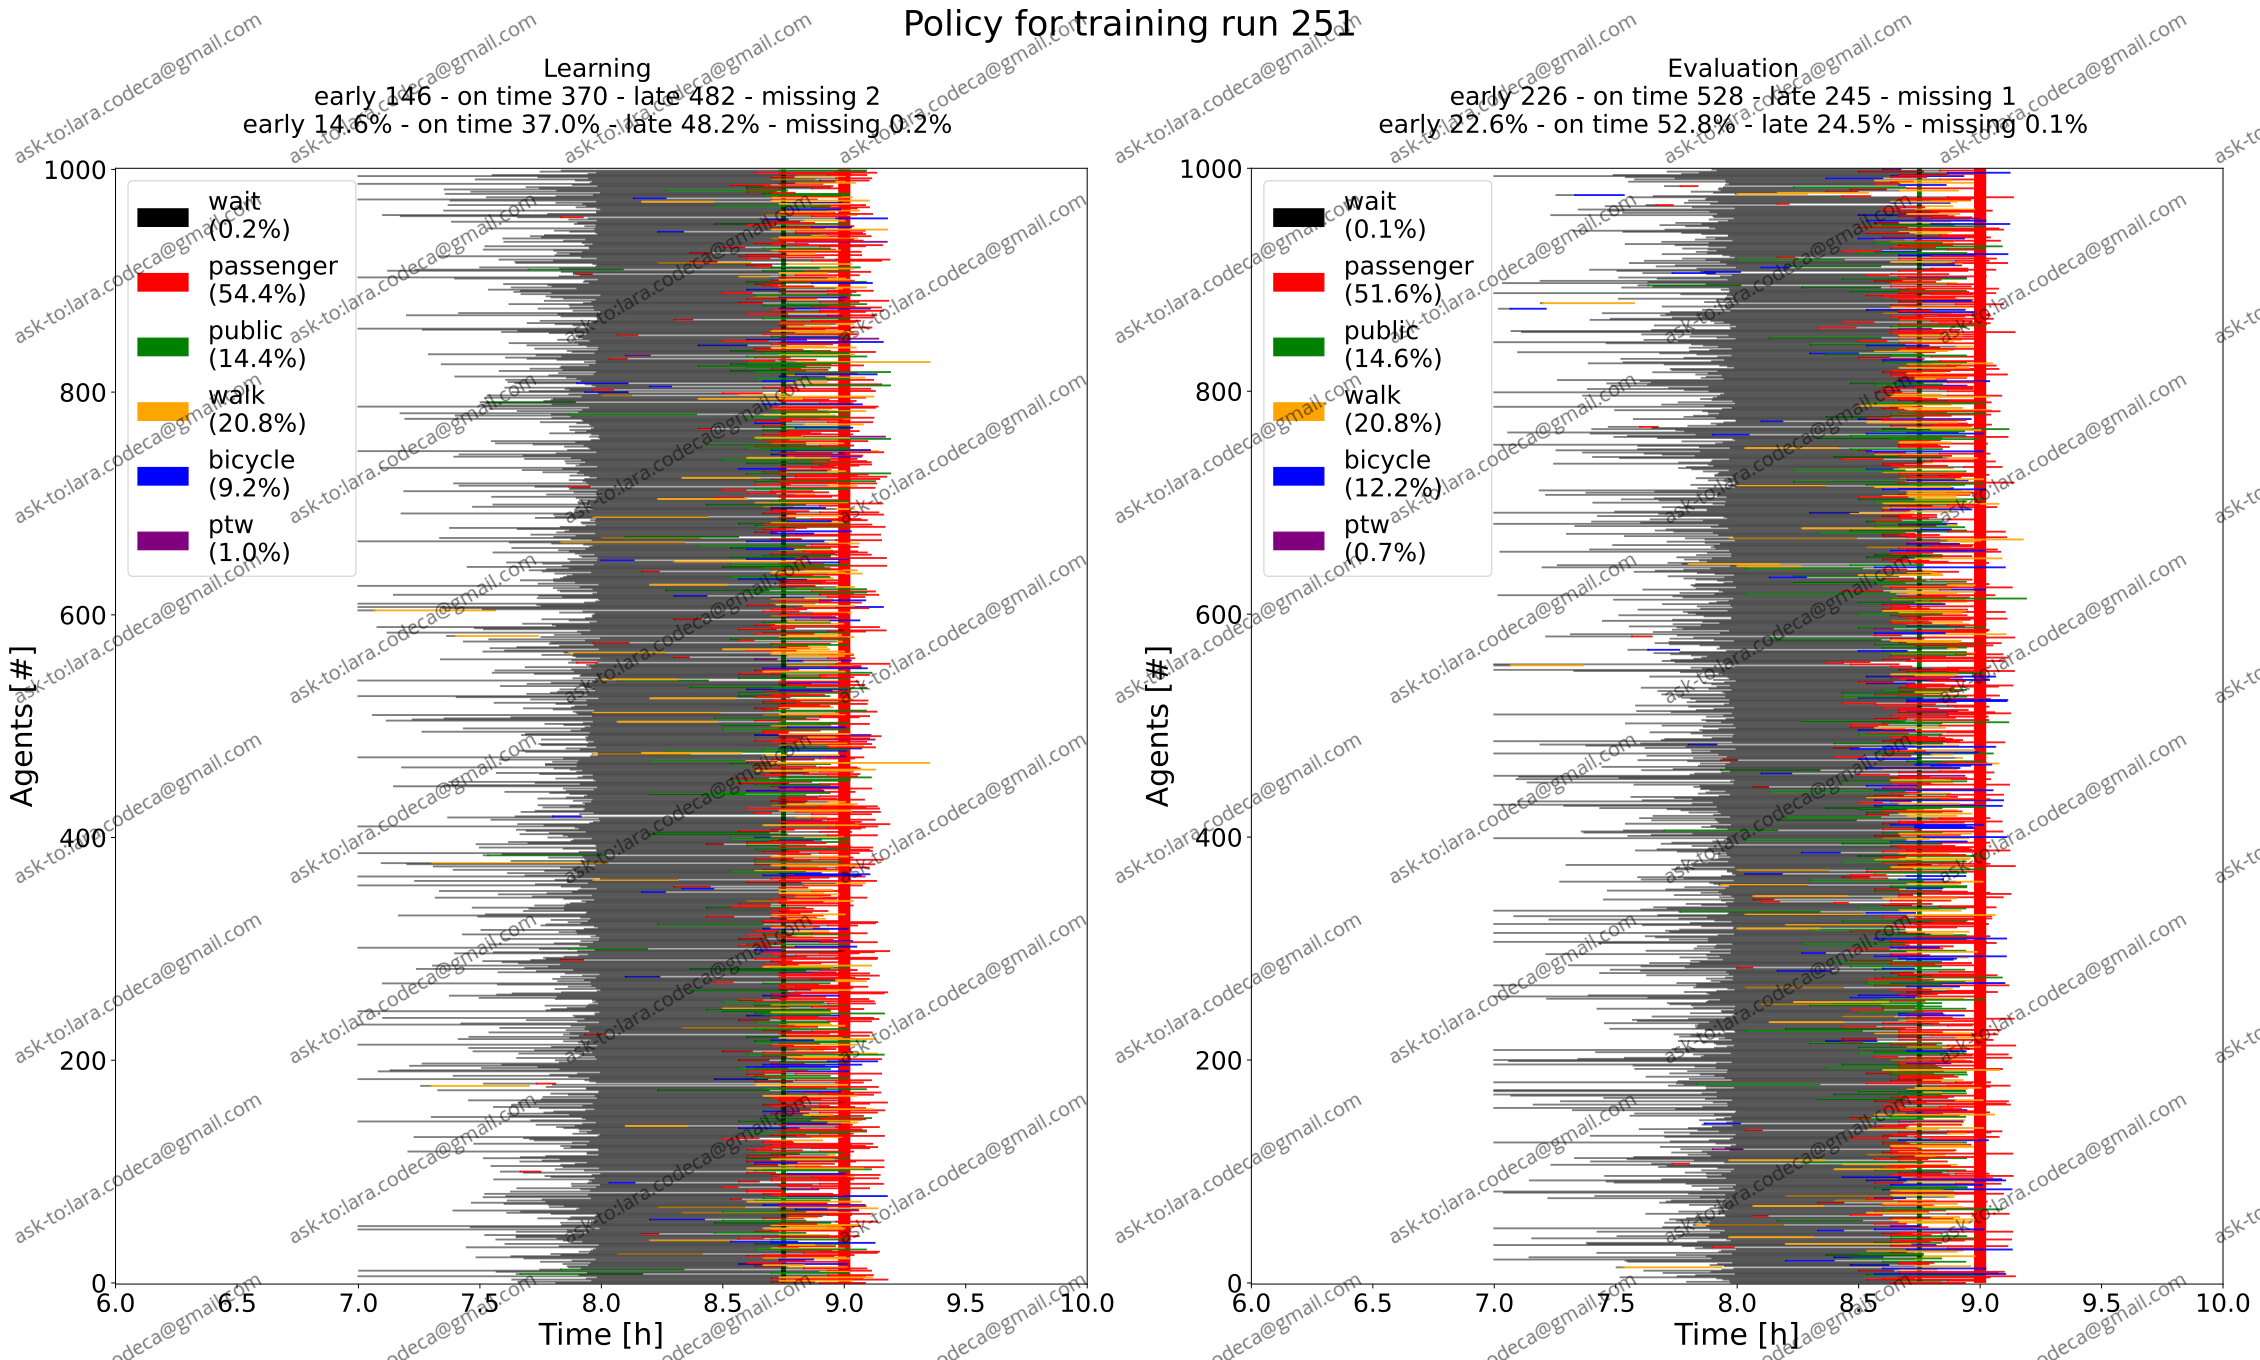 Policy for training run 251
Learning
early 146 - on time 370 - late 482 - missing 2
early 14.6% - on time 37.0% - late 48.2% - missing 0.2%
1000
800
600
400
200
0
Agents [#]
wait
(0.2%)
passenger
(54.4%)
public
(14.4%)
walk
(20.8%)
bicycle
(9.2%)
ptw
(1.0%)
6.0 6.5 7.0 7.5 8.0 8.5 9.0 9.5 10.0
Time [h]
Evaluation
early 226 - on time 528 - late 245 - missing 1
early 22.6% - on time 52.8% - late 24.5% - missing 0.1%
1000
800
600
400
200
0
Agents [#]
wait
(0.1%)
passenger
(51.6%)
public
(14.6%)
walk
(20.8%)
bicycle
(12.2%)
ptw
(0.7%)
6.0 6.5 7.0 7.5 8.0 8.5 9.0 9.5 10.0
Time [h]
ask-to:lara.codeca@gmail.com